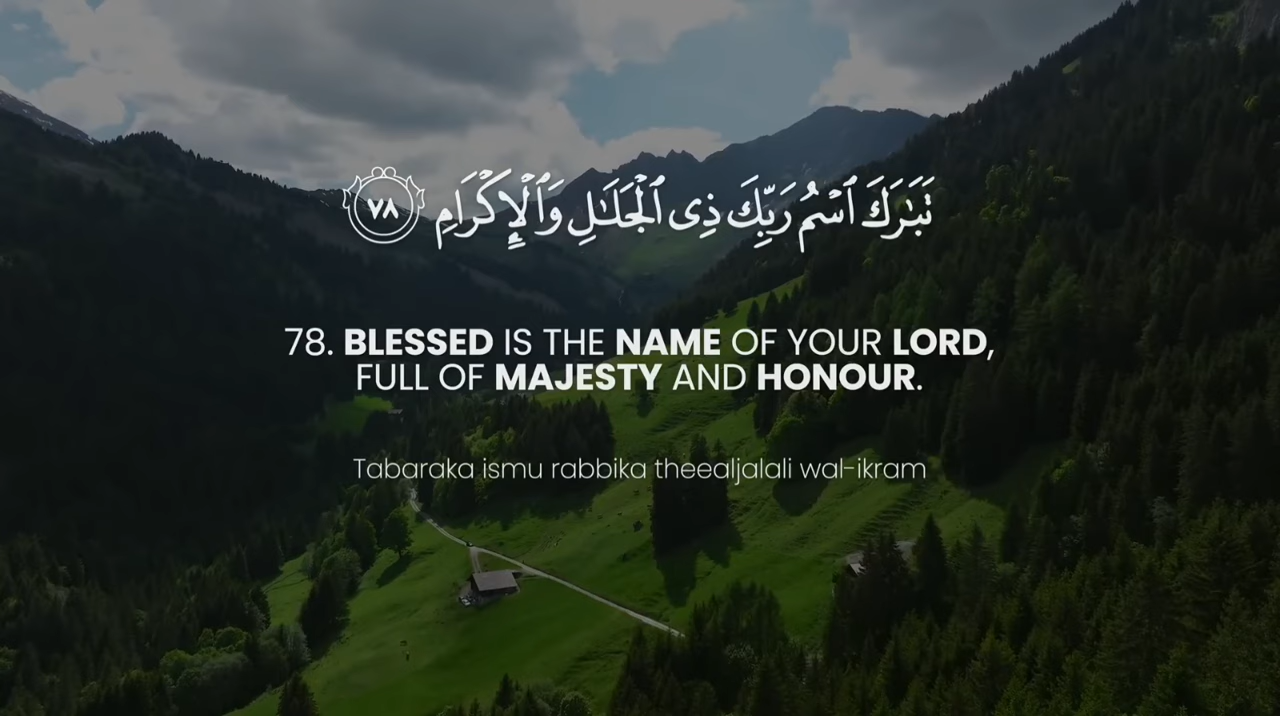 تَبَٰرَكَ ٱسْمُ رَبِّكَ ذِى ٱلْجَلَٰلِ وَٱلْإِكْرَامِ ٧٨
78. BLESSED IS THE NAME OF YOUR LORD,
FULL OF MAJESTY AND HONOUR.
Tabaraka ismu rabbika theealjalali wal-ikram